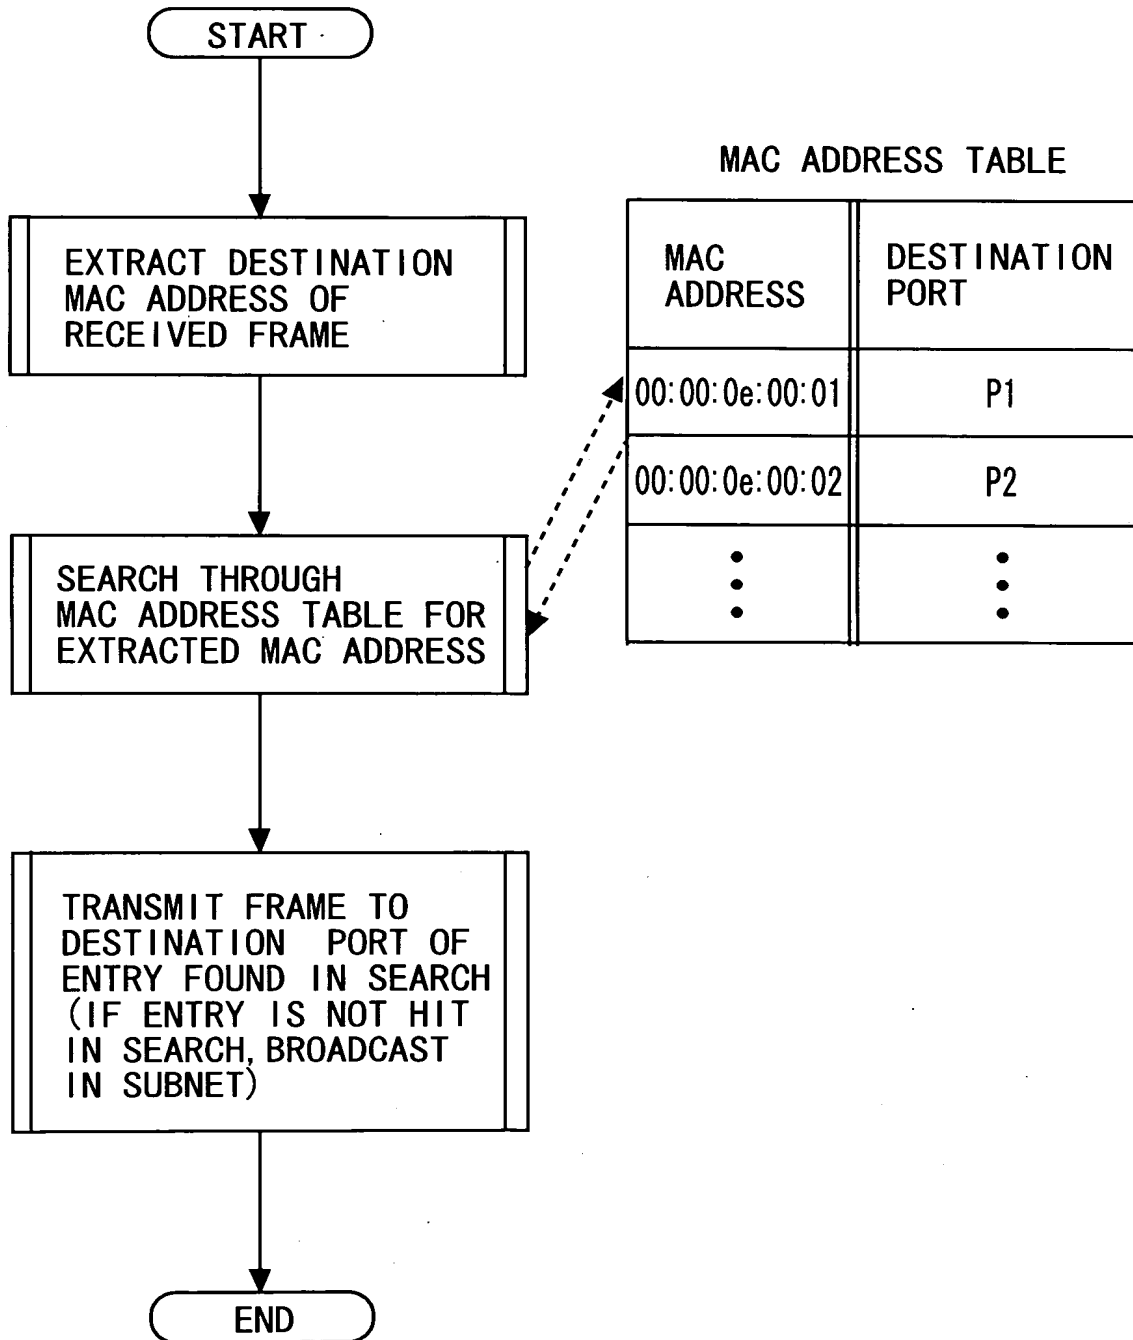 START
EXTRACT DESTINATION
MAC ADDRESS OF
RECEIVED FRAME
SEARCH THROUGH
MAC ADDRESS TABLE FOR
EXTRACTED MAC ADDRESS
TRANSMIT FRAME TO
DESTINATION PORT OF
ENTRY FOUND IN SEARCH
(IF ENTRY IS NOT HIT
IN SEARCH, BROADCAST
IN SUBNET)
END
MAC ADDRESS TABLE
MAC
ADDRESS
DESTINATION
PORT
00:00:0e:00:01
P1
00:00:0e:00:02
P2